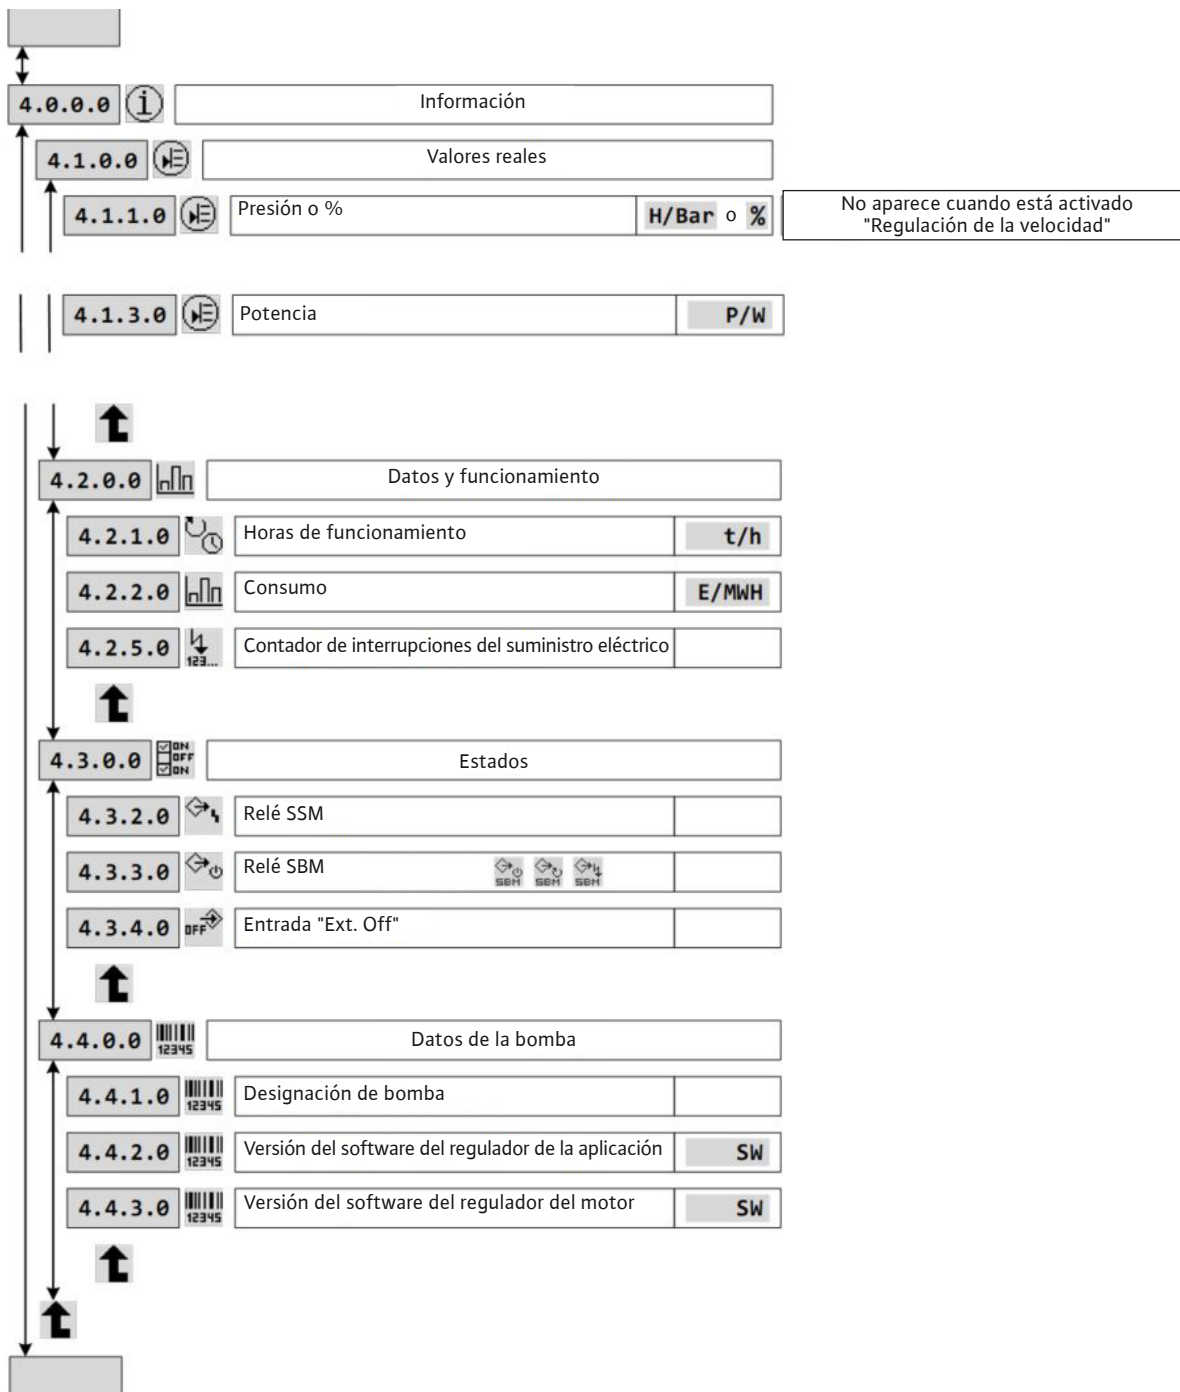 4.0.0.0 i Información
4.1.0.0 Valores reales
4.1.1.0 Presión o % H/Bar o %
No aparece cuando está activado
"Regulación de la velocidad"
4.1.3.0 Potencia P/W
4.2.0.0 Datos y funcionamiento
4.2.1.0 Horas de funcionamiento t/h
4.2.2.0 Consumo E/MWH
4.2.5.0 123... Contador de interrupciones del suministro eléctrico
4.3.0.0 ON OFF ON Estados
4.3.2.0 Relé SSM
4.3.3.0 Relé SBM SBM SBM SBM
4.3.4.0 OFF Entrada "Ext. Off"
4.4.0.0 12345 Datos de la bomba
4.4.1.0 12345 Designación de bomba
4.4.2.0 12345 Versión del software del regulador de la aplicación SW
4.4.3.0 12345 Versión del software del regulador del motor SW